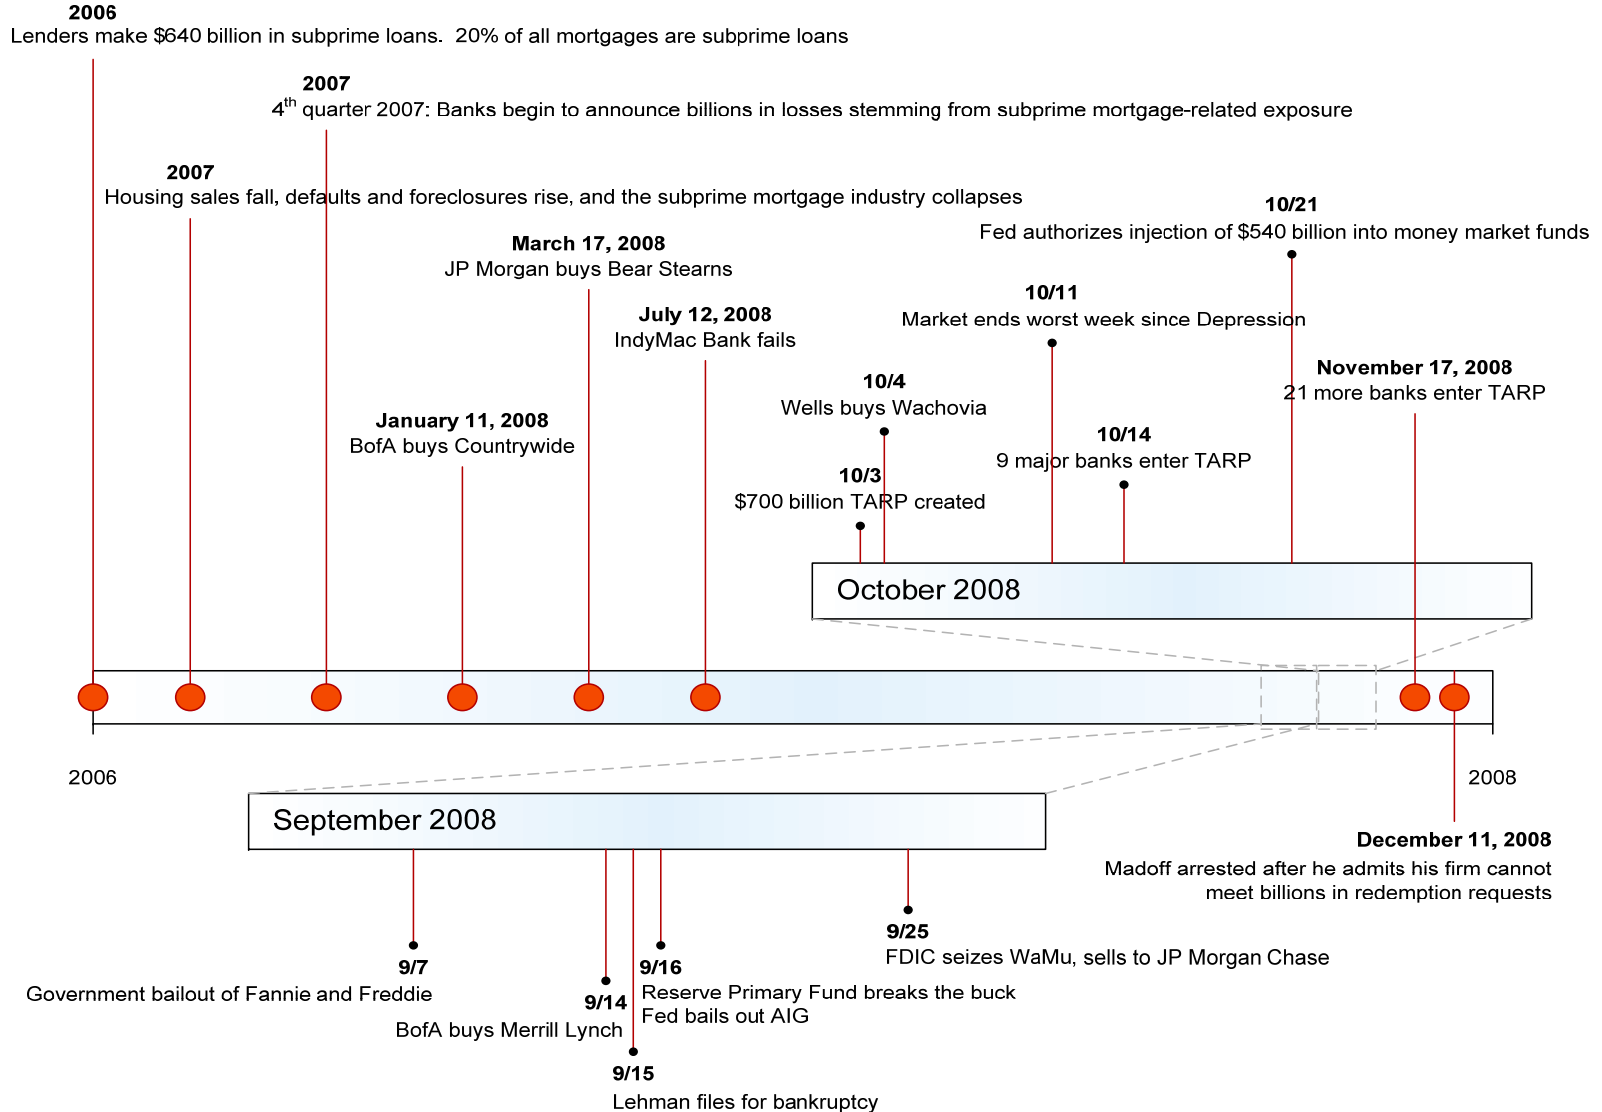 2006
Lenders make $640 billion in subprime loans.  20% of all mortgages are subprime loans
2007
4th quarter 2007: Banks begin to announce billions in losses stemming from subprime mortgage-related exposure
2007
Housing sales fall, defaults and foreclosures rise, and the subprime mortgage industry collapses
10/21
Fed authorizes injection of $540 billion into money market funds
March 17, 2008
JP Morgan buys Bear Stearns
10/11
Market ends worst week since Depression
July 12, 2008
IndyMac Bank fails
November 17, 2008
21 more banks enter TARP
10/4
Wells buys Wachovia
January 11, 2008
BofA buys Countrywide
10/14
9 major banks enter TARP
10/3
$700 billion TARP created
October 2008
2006
2008
September 2008
December 11, 2008
Madoff arrested after he admits his firm cannot
meet billions in redemption requests
9/25
FDIC seizes WaMu, sells to JP Morgan Chase
9/7
Government bailout of Fannie and Freddie
9/16
Reserve Primary Fund breaks the buck
Fed bails out AIG
9/14
BofA buys Merrill Lynch
9/15
Lehman files for bankruptcy